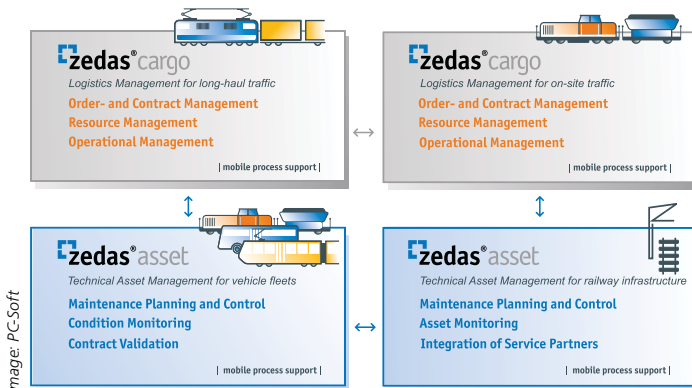 zedas® cargo
Logistics Management for long-haul traffic
Order- and Contract Management
Resource Management
Operational Management
| mobile process support |
zedas® cargo
Logistics Management for on-site traffic
Order- and Contract Management
Resource Management
Operational Management
| mobile process support |
zedas® asset
Technical Asset Management for vehicle fleets
Maintenance Planning and Control
Condition Monitoring
Contract Validation
| mobile process support |
zedas® asset
Technical Asset Management for railway infrastructure
Maintenance Planning and Control
Asset Monitoring
Integration of Service Partners
| mobile process support |
mage: PC-Soft